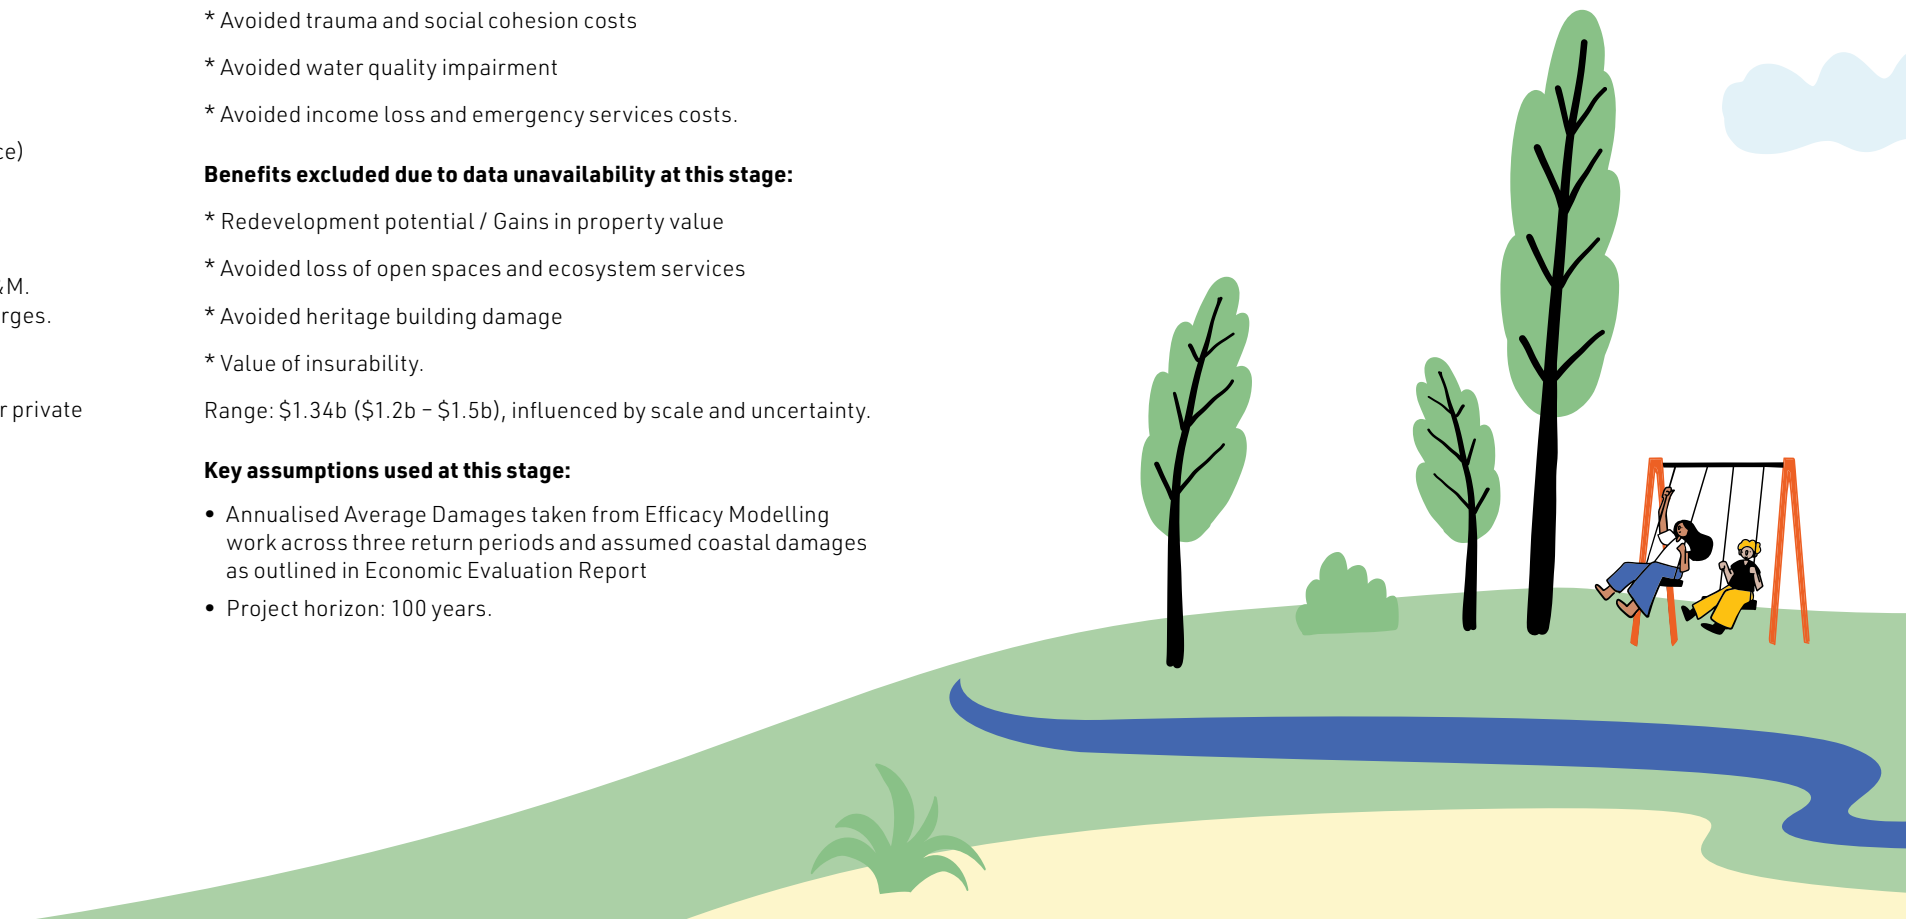 ce)
&M.
rges.
r private
* Avoided trauma and social cohesion costs
* Avoided water quality impairment
* Avoided income loss and emergency services costs.
Benefits excluded due to data unavailability at this stage:
* Redevelopment potential / Gains in property value
* Avoided loss of open spaces and ecosystem services
* Avoided heritage building damage
* Value of insurability.
Range: $1.34b ($1.2b – $1.5b), influenced by scale and uncertainty.
Key assumptions used at this stage:
• Annualised Average Damages taken from Efficacy Modelling
work across three return periods and assumed coastal damages
as outlined in Economic Evaluation Report
• Project horizon: 100 years.